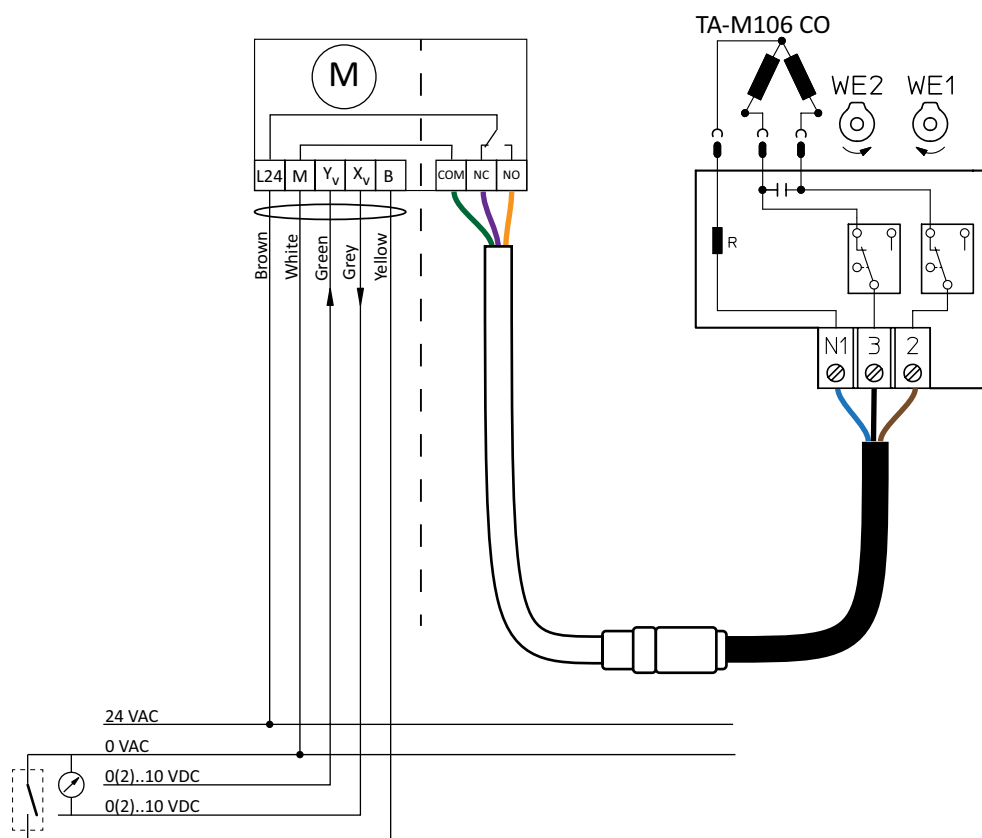 TA-M106 CO
M
WE2 WE1
L24 M Yv Xv B COM NC NO
R
Brown
White
Green
Grey
Yellow
N1 3 2
24 VAC
0 VAC
0(2)..10 VDC
0(2)..10 VDC